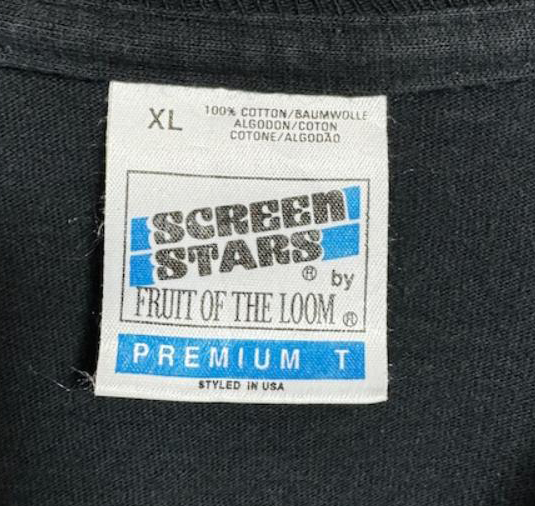 XL
100% COTTON/BAUMWOLLE
ALGODON/COTON
COTONE/ALGODÃO
SCREEN
STARS
® by
FRUIT OF THE LOOM ®
PREMIUM T
STYLED IN USA